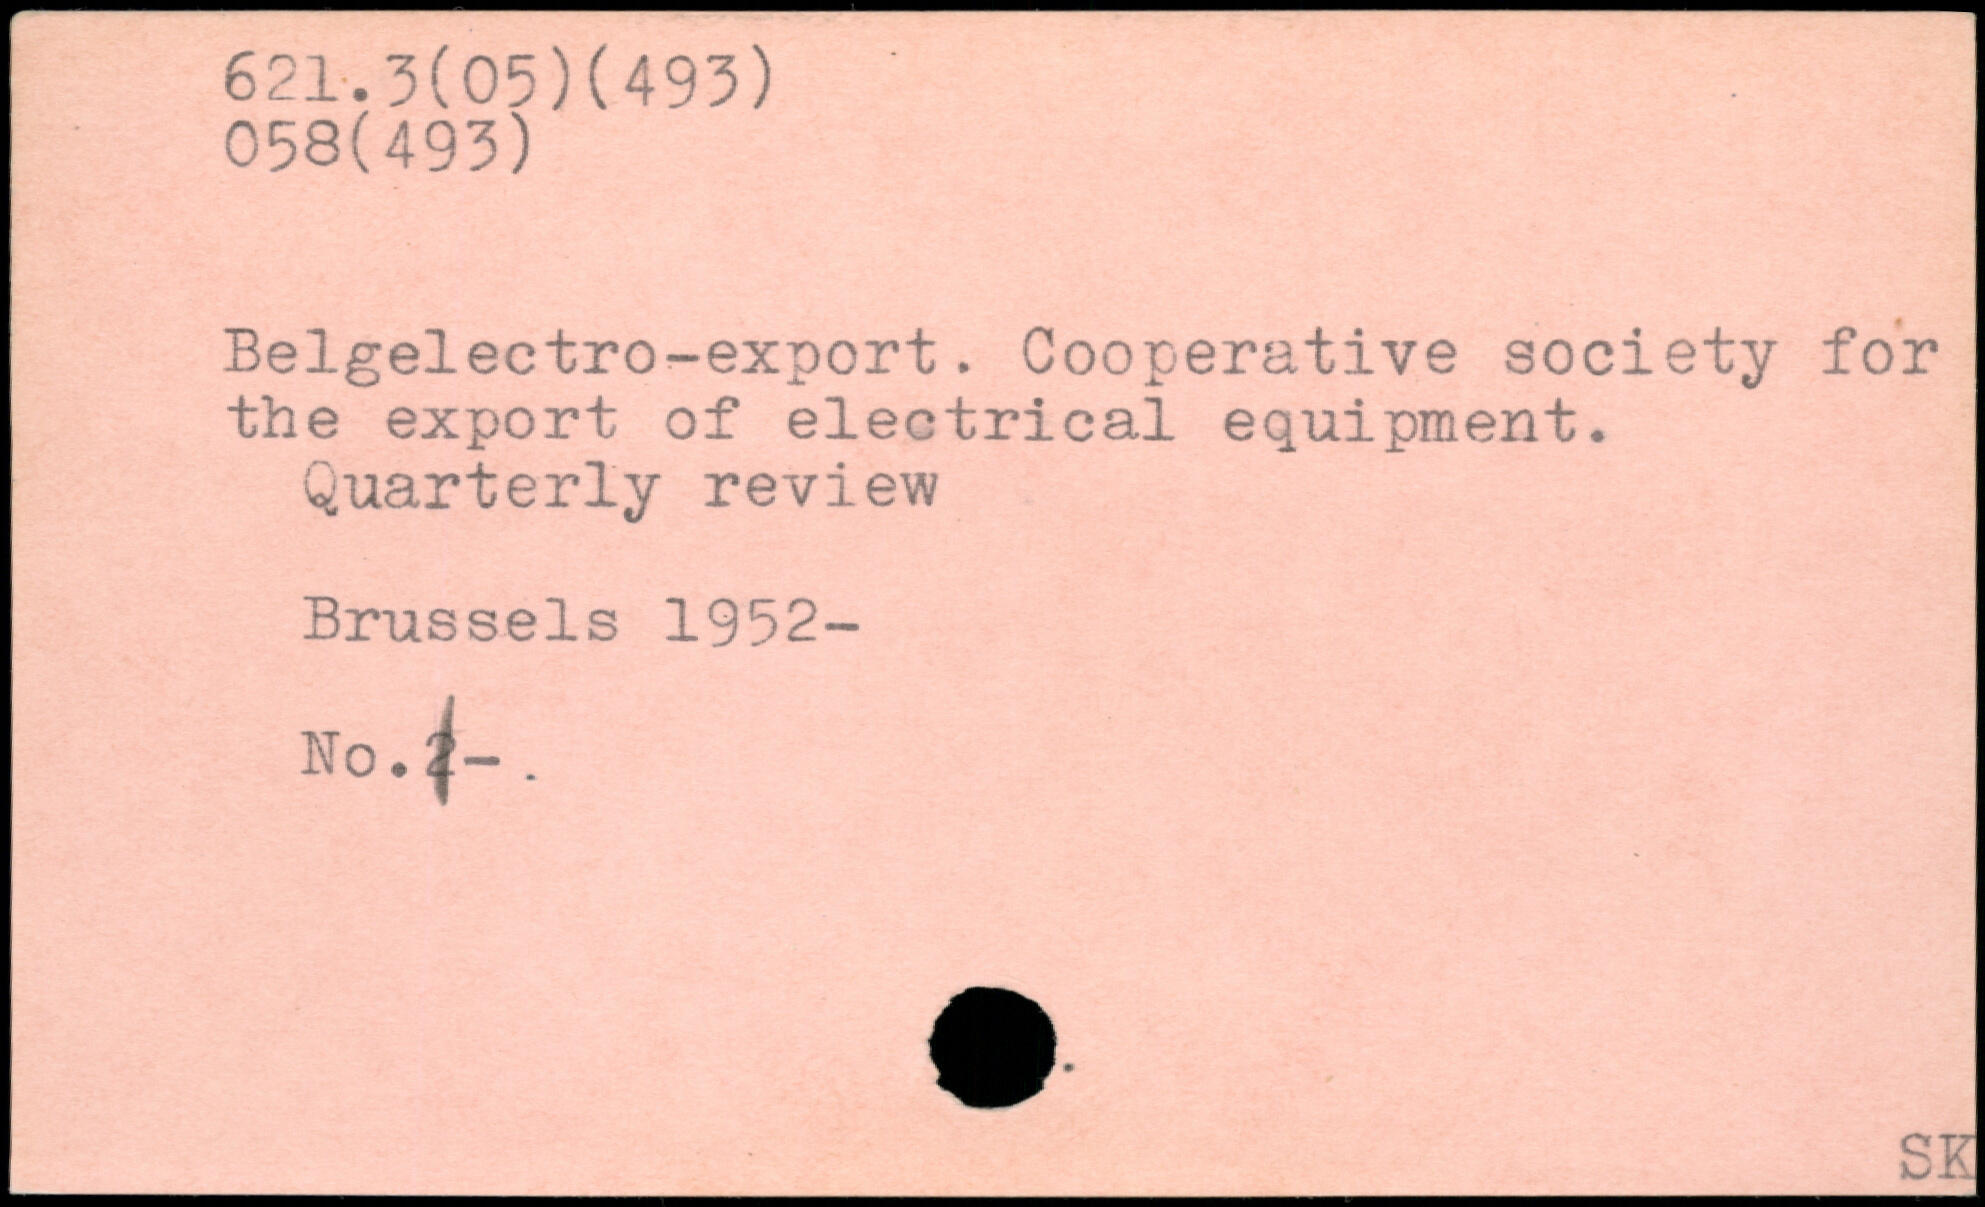 621.3(05)(493)
058(493)
Belgelectro-export. Cooperative society for
the export of electrical equipment.
Quarterly review
Brussels 1952-
No.1-.
SK